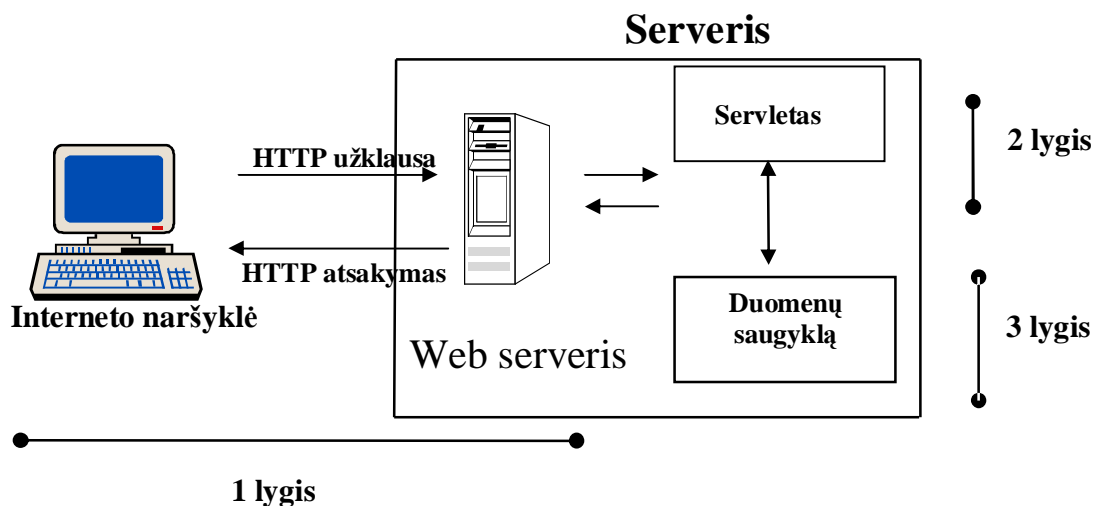 Serveris
Servletas
2 lygis
HTTP užklausa
HTTP atsakymas
Interneto naršyklė
Duomenų
saugyklą
3 lygis
Web serveris
1 lygis